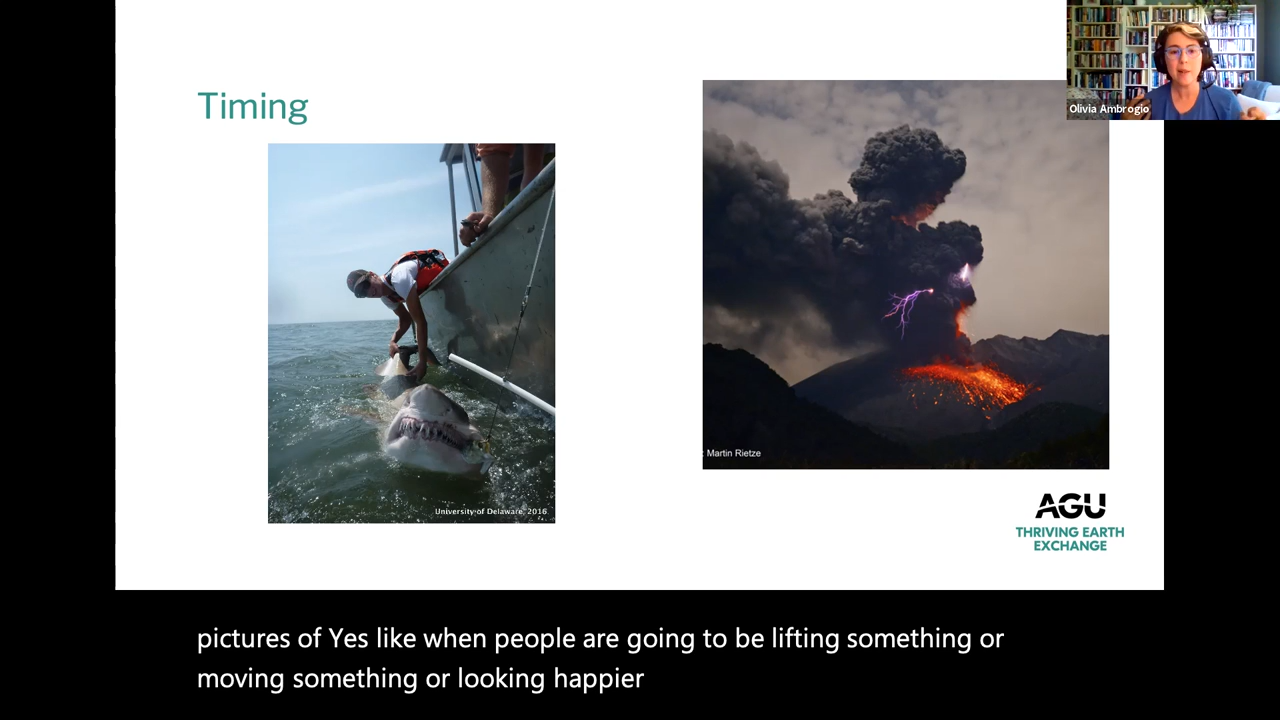 Timing
Olivia Ambrogio
University of Delaware, 2016
: Martin Rietze
AGU
THRIVING EARTH
EXCHANGE
pictures of Yes like when people are going to be lifting something or
moving something or looking happier